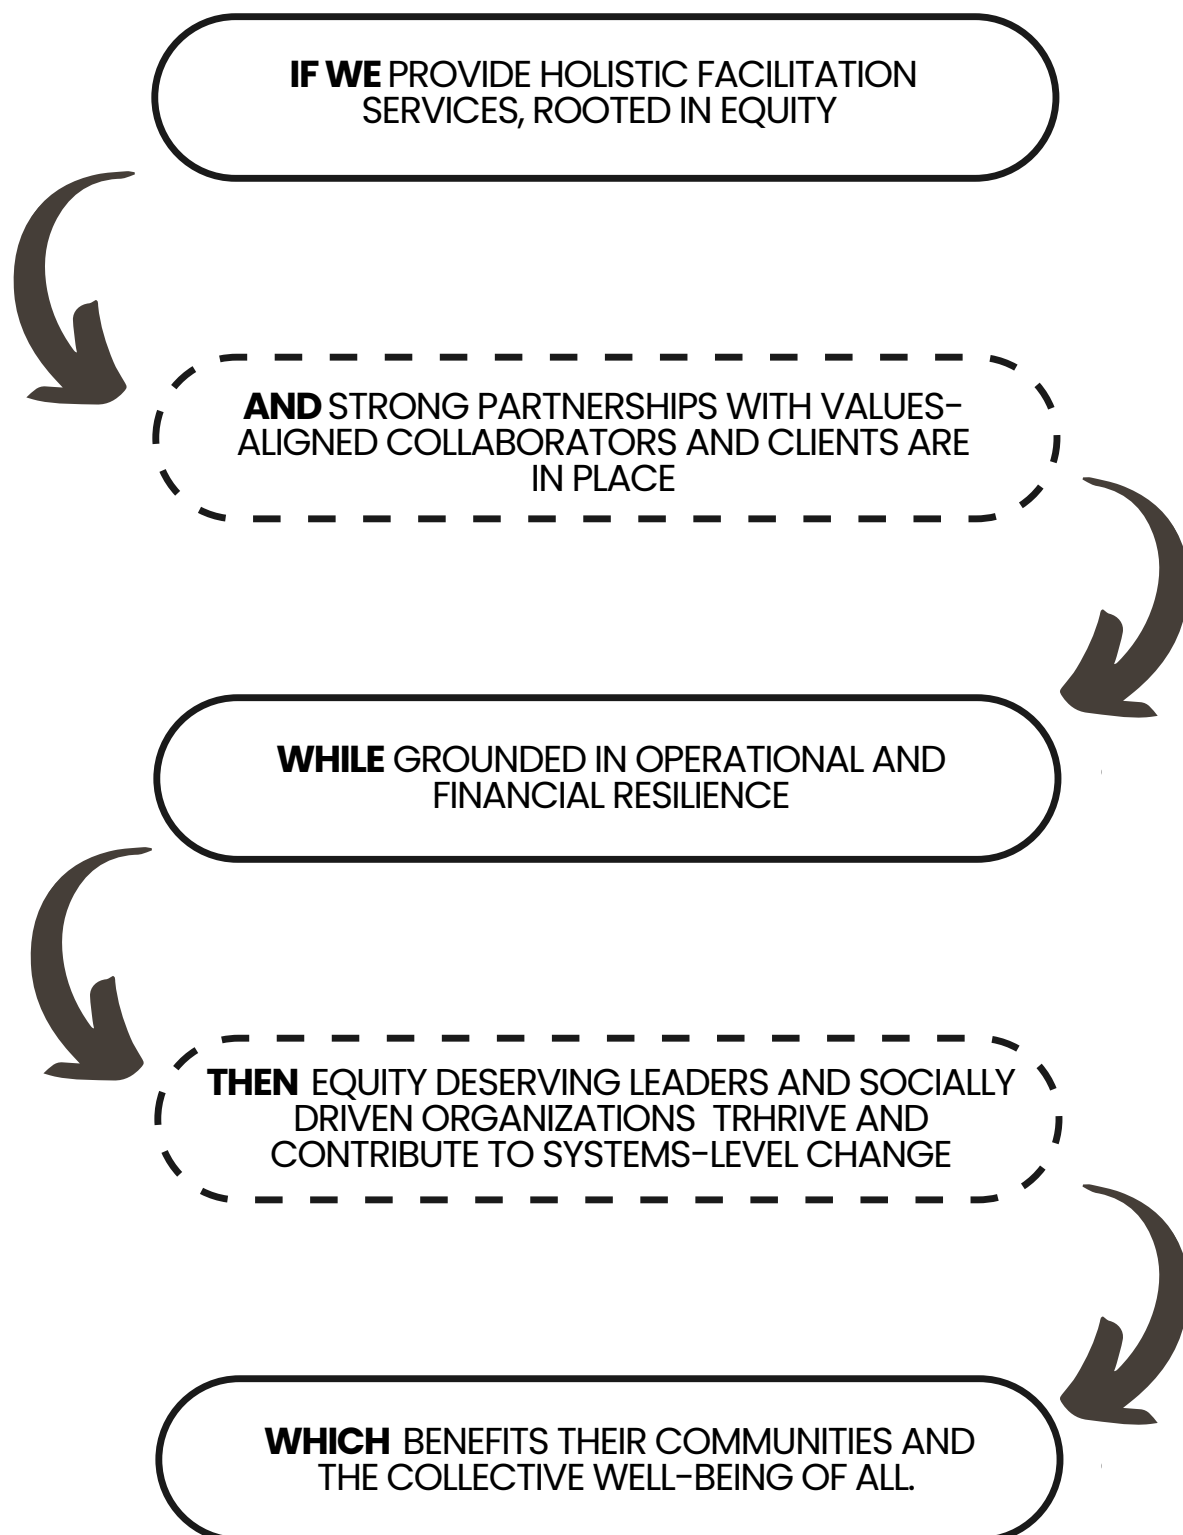 IF WE PROVIDE HOLISTIC FACILITATION
SERVICES, ROOTED IN EQUITY
AND STRONG PARTNERSHIPS WITH VALUES-
ALIGNED COLLABORATORS AND CLIENTS ARE
IN PLACE
WHILE GROUNDED IN OPERATIONAL AND
FINANCIAL RESILIENCE
THEN EQUITY DESERVING LEADERS AND SOCIALLY
DRIVEN ORGANIZATIONS TRHRIVE AND
CONTRIBUTE TO SYSTEMS-LEVEL CHANGE
WHICH BENEFITS THEIR COMMUNITIES AND
THE COLLECTIVE WELL-BEING OF ALL.